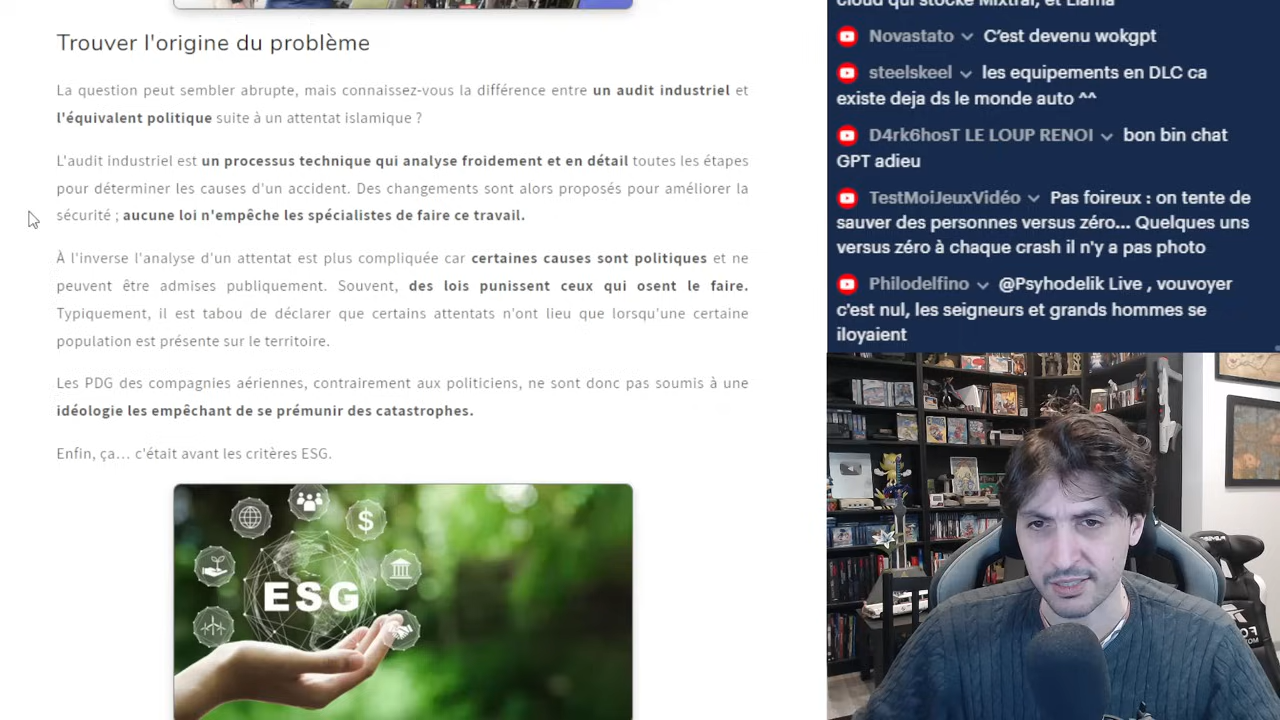 Trouver l'origine du problème
La question peut sembler abrupte, mais connaissez-vous la différence entre un audit industriel et
l'équivalent politique suite à un attentat islamique ?
L'audit industriel est un processus technique qui analyse froidement et en détail toutes les étapes
pour déterminer les causes d'un accident. Des changements sont alors proposés pour améliorer la
sécurité ; aucune loi n'empêche les spécialistes de faire ce travail.
À l'inverse l'analyse d'un attentat est plus compliquée car certaines causes sont politiques et ne
peuvent être admises publiquement. Souvent, des lois punissent ceux qui osent le faire.
Typiquement, il est tabou de déclarer que certains attentats n'ont lieu que lorsqu'une certaine
population est présente sur le territoire.
Les PDG des compagnies aériennes, contrairement aux politiciens, ne sont donc pas soumis à une
idéologie les empêchant de se prémunir des catastrophes.
Enfin, ça... c'était avant les critères ESG.
$
ESG
cloud qui stocke Mixtral, et Llama
Novastato C'est devenu wokgpt
steelskeel les equipements en DLC ca
existe deja ds le monde auto ^^
D4rk6hosT LE LOUP RENOI bon bin chat
GPT adieu
TestMoiJeuxVidéo Pas foireux : on tente de
sauver des personnes versus zéro... Quelques uns
versus zéro à chaque crash il n'y a pas photo
Philodelfino @Psyhodelik Live , vouvoyer
c'est nul, les seigneurs et grands hommes se
iloyaient